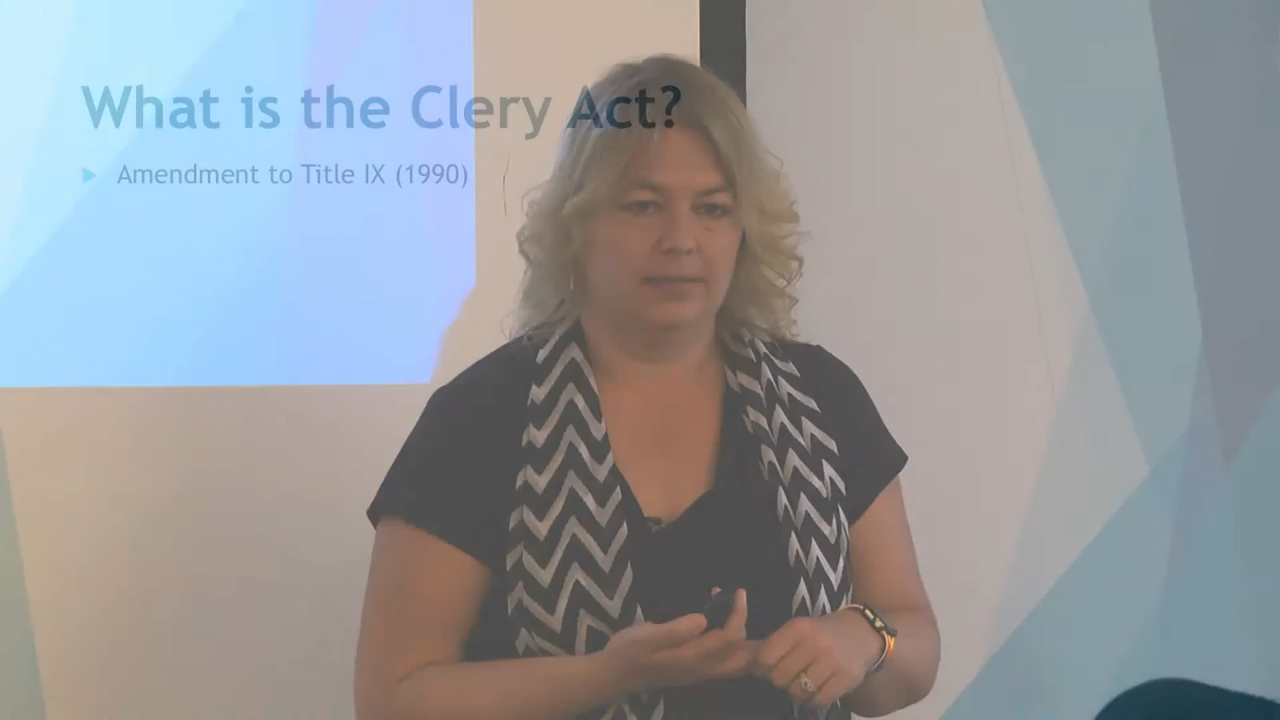 What is the Clery Act?
Amendment to Title IX (1990)